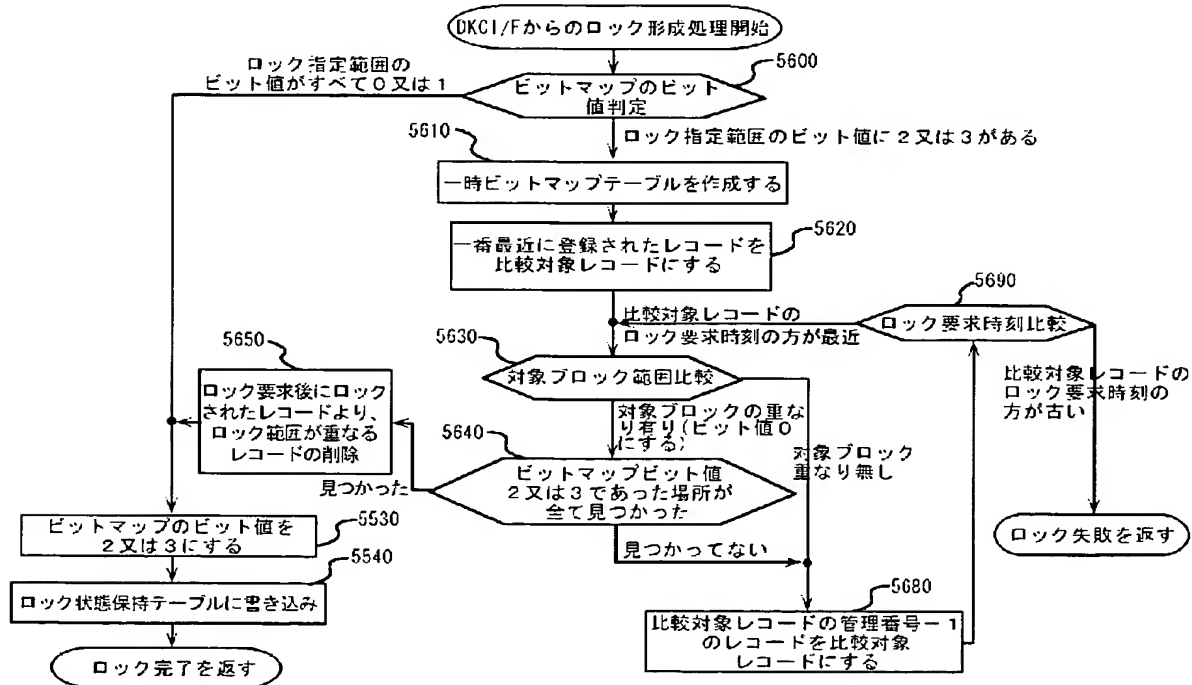 DKCI/Fからのロック形成処理開始
ロック指定範囲の
ビット値がすべて0又は1
5600
ビットマップのビット
値判定
5610
ロック指定範囲のビット値に2又は3がある
一時ビットマップテーブルを作成する
5620
一番最近に登録されたレコードを
比較対象レコードにする
5690
比較対象レコードの
ロック要求時刻の方が最近
ロック要求時刻比較
5630
対象ブロック範囲比較
5650
ロック要求後にロック
されたレコードより、
ロック範囲が重なる
レコードの削除
比較対象レコードの
ロック要求時刻の
方が古い
対象ブロックの重な
り有り(ビット値0
にする)
5640
対象ブロック
重なり無し
ビットマップビット値
2又は3であった場所が
全て見つかった
見つかった
5530
ビットマップのビット値を
2又は3にする
ロック失敗を返す
見つかってない
5540
ロック状態保持テーブルに書き込み
5680
比較対象レコードの管理番号-1
のレコードを比較対象
レコードにする
ロック完了を返す